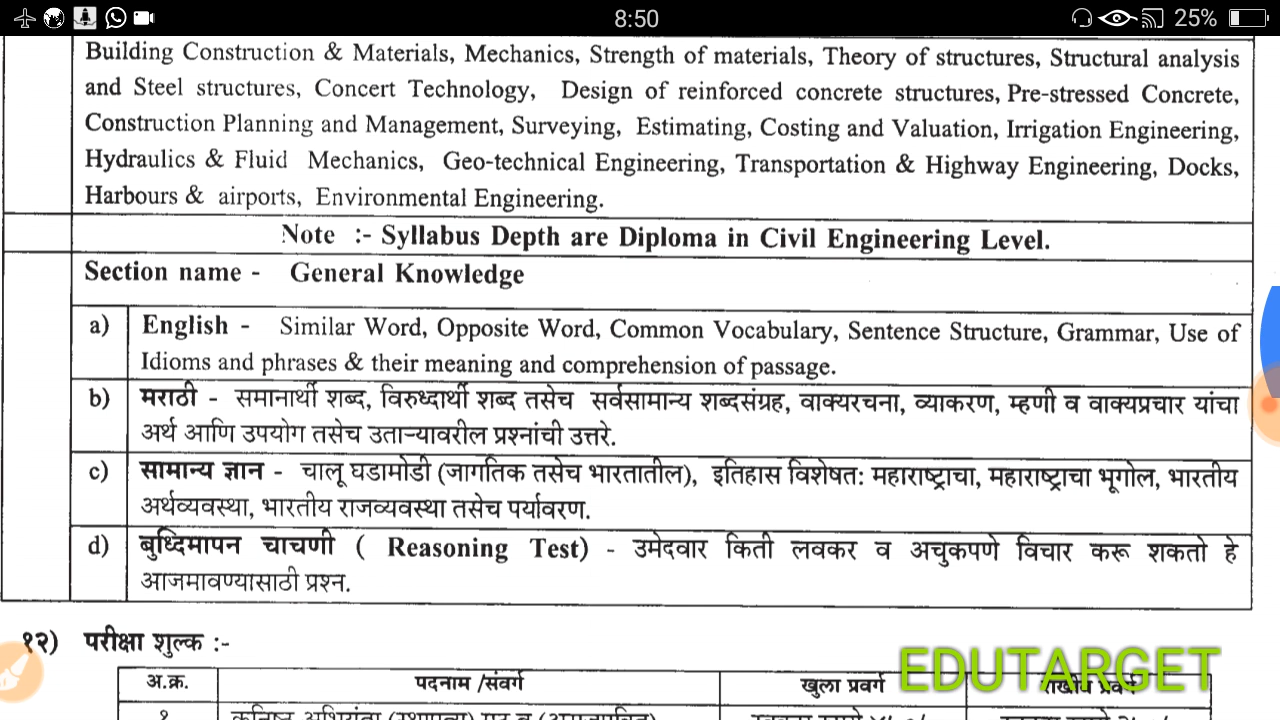 8:50
25%
Building Construction & Materials, Mechanics, Strength of materials, Theory of structures, Structural analysis
and Steel structures, Concert Technology, Design of reinforced concrete structures, Pre-stressed Concrete,
Construction Planning and Management, Surveying, Estimating, Costing and Valuation, Irrigation Engineering,
Hydraulics & Fluid Mechanics, Geo-technical Engineering, Transportation & Highway Engineering, Docks,
Harbours & airports, Environmental Engineering.
Note :- Syllabus Depth are Diploma in Civil Engineering Level.
Section name - General Knowledge
a) English - Similar Word, Opposite Word, Common Vocabulary, Sentence Structure, Grammar, Use of
Idioms and phrases & their meaning and comprehension of passage.
b) मराठी - समानार्थी शब्द, विरुध्दार्थी शब्द तसेच सर्वसामान्य शब्दसंग्रह, वाक्यरचना, व्याकरण, म्हणी व वाक्यप्रचार यांचा
अर्थ आणि उपयोग तसेच उताऱ्यावरील प्रश्नांची उत्तरे.
c) सामान्य ज्ञान - चालू घडामोडी (जागतिक तसेच भारतातील), इतिहास विशेषत: महाराष्ट्राचा, महाराष्ट्राचा भूगोल, भारतीय
अर्थव्यवस्था, भारतीय राजव्यवस्था तसेच पर्यावरण.
d) बुध्दिमापन चाचणी ( Reasoning Test) - उमेदवार किती लवकर व अचुकपणे विचार करू शकतो हे
आजमावण्यासाठी प्रश्न.
१२) परीक्षा शुल्क :-
EDUTARGET
अ.क्र. पदनाम /संवर्ग खुला प्रवर्ग